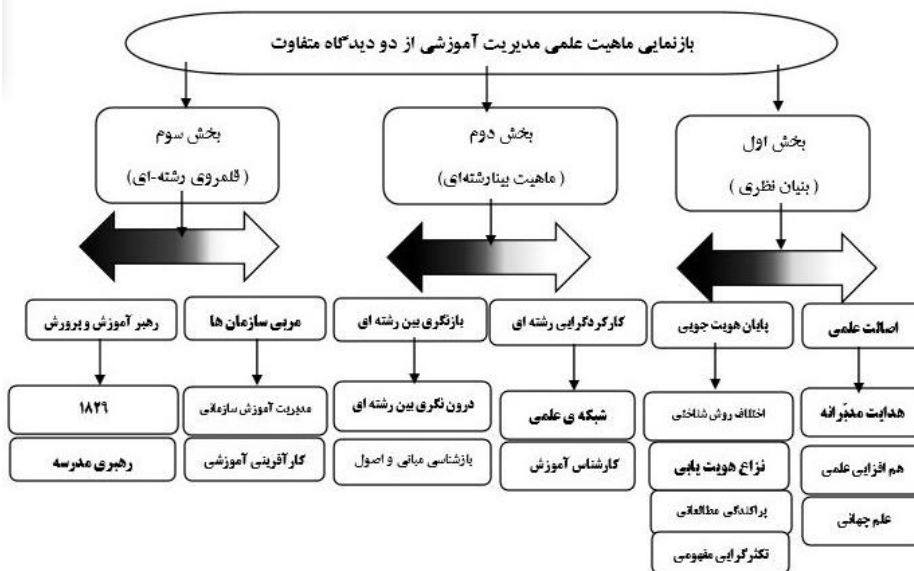 بازنمایی ماهیت علمی مدیریت آموزشی از دو دیدگاه متفاوت
بخش اول
( بنیان نظری )
بخش دوم
( ماهیت بینارشته‌ای)
بخش سوم
( قلمروی رشته-ای)
اصالت علمی
پایان هویت جویی
کارکردگرایی رشته ای
بازنگری بین رشته ای
مربی سازمان ها
رهبر آموزش و پرورش
هدایت مدبّرانه
هم افزایی علمی
علم جهانی
اختلاف روش شناختی
نزاع هویت یابی
پراکندگی مطالعاتی
تکثرگرایی مفهومی
شبکه ی علمی
کارشناس آموزش
درون نگری بین رشته ای
بازشناسی مبانی و اصول
مدیریت آموزش سازمانی
کارآفرینی آموزشی
۱۸۲۹
رهبری مدرسه